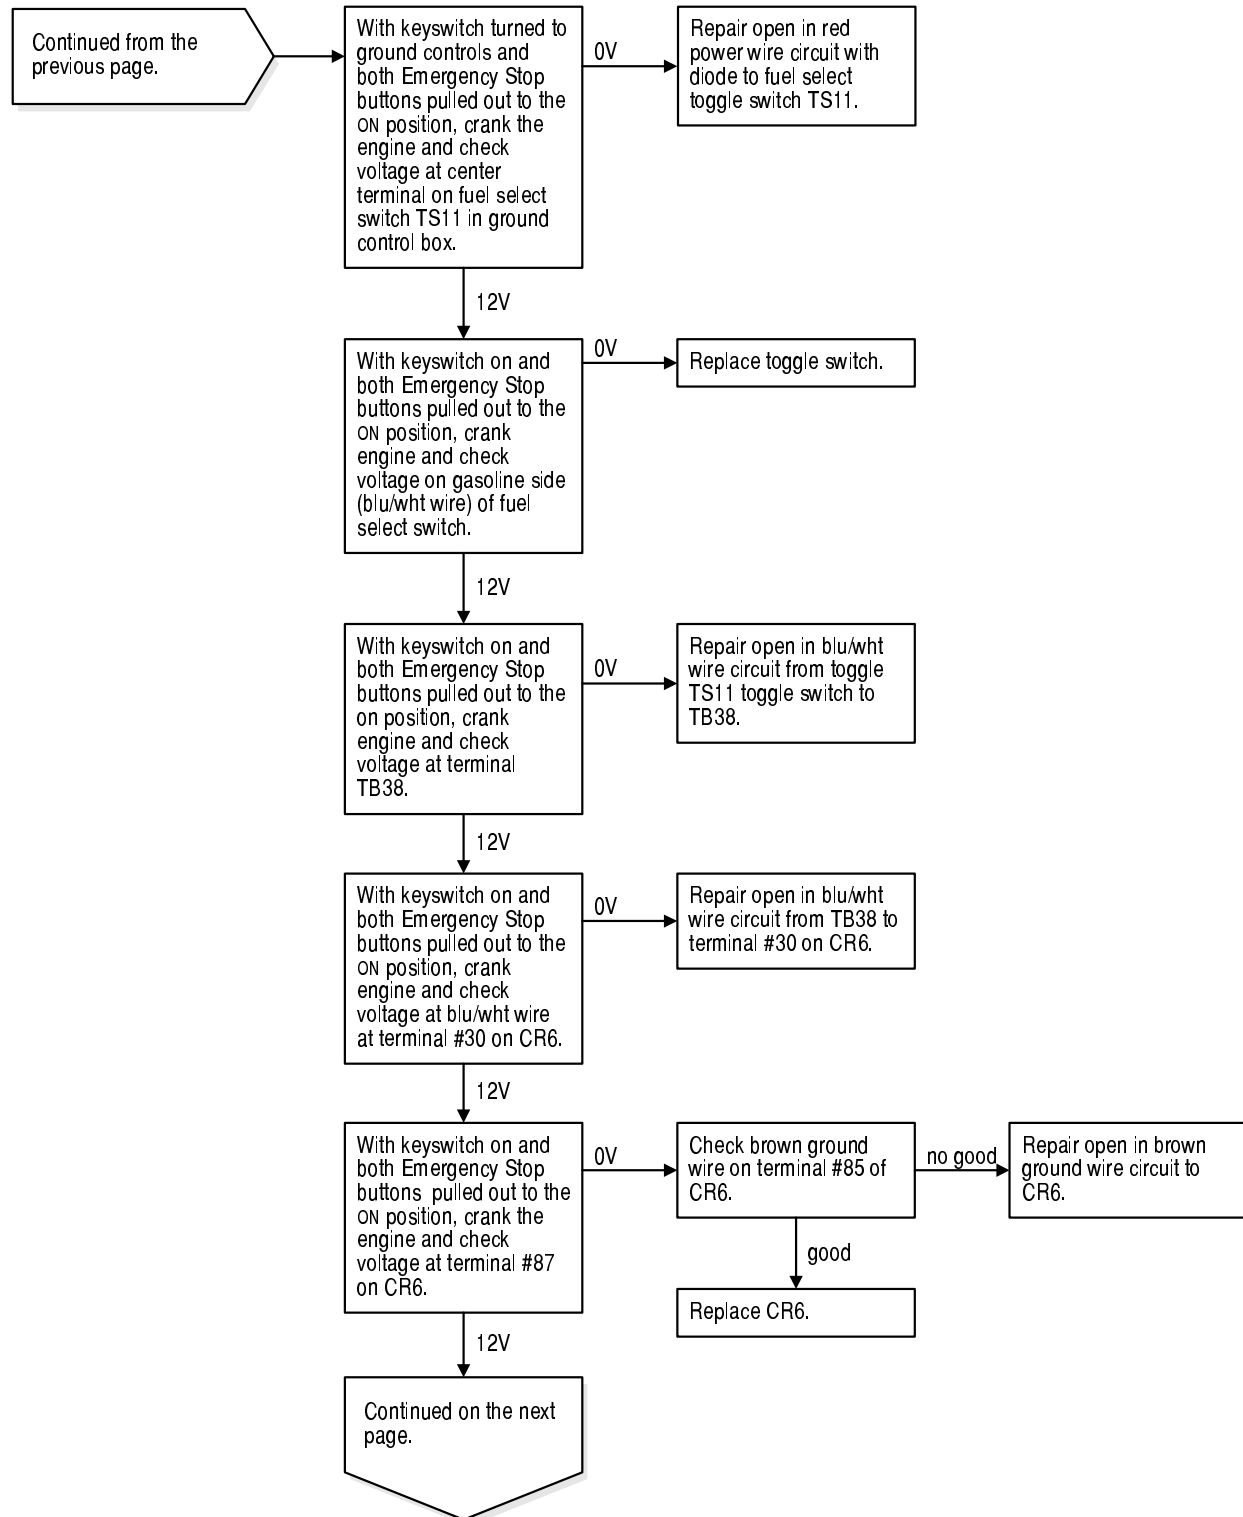 Continued from the
previous page.
With keyswitch turned to
ground controls and
both Emergency Stop
buttons pulled out to the
ON position, crank the
engine and check
voltage at center
terminal on fuel select
switch TS11 in ground
control box.
0V
Repair open in red
power wire circuit with
diode to fuel select
toggle switch TS11.
12V
With keyswitch on and
both Emergency Stop
buttons pulled out to the
ON position, crank
engine and check
voltage on gasoline side
(blu/wht wire) of fuel
select switch.
0V
Replace toggle switch.
12V
With keyswitch on and
both Emergency Stop
buttons pulled out to the
on position, crank
engine and check
voltage at terminal
TB38.
0V
Repair open in blu/wht
wire circuit from toggle
TS11 toggle switch to
TB38.
12V
With keyswitch on and
both Emergency Stop
buttons pulled out to the
ON position, crank
engine and check
voltage at blu/wht wire
at terminal #30 on CR6.
0V
Repair open in blu/wht
wire circuit from TB38 to
terminal #30 on CR6.
12V
With keyswitch on and
both Emergency Stop
buttons pulled out to the
ON position, crank the
engine and check
voltage at terminal #87
on CR6.
0V
Check brown ground
wire on terminal #85 of
CR6.
no good
Repair open in brown
ground wire circuit to
CR6.
good
Replace CR6.
12V
Continued on the next
page.